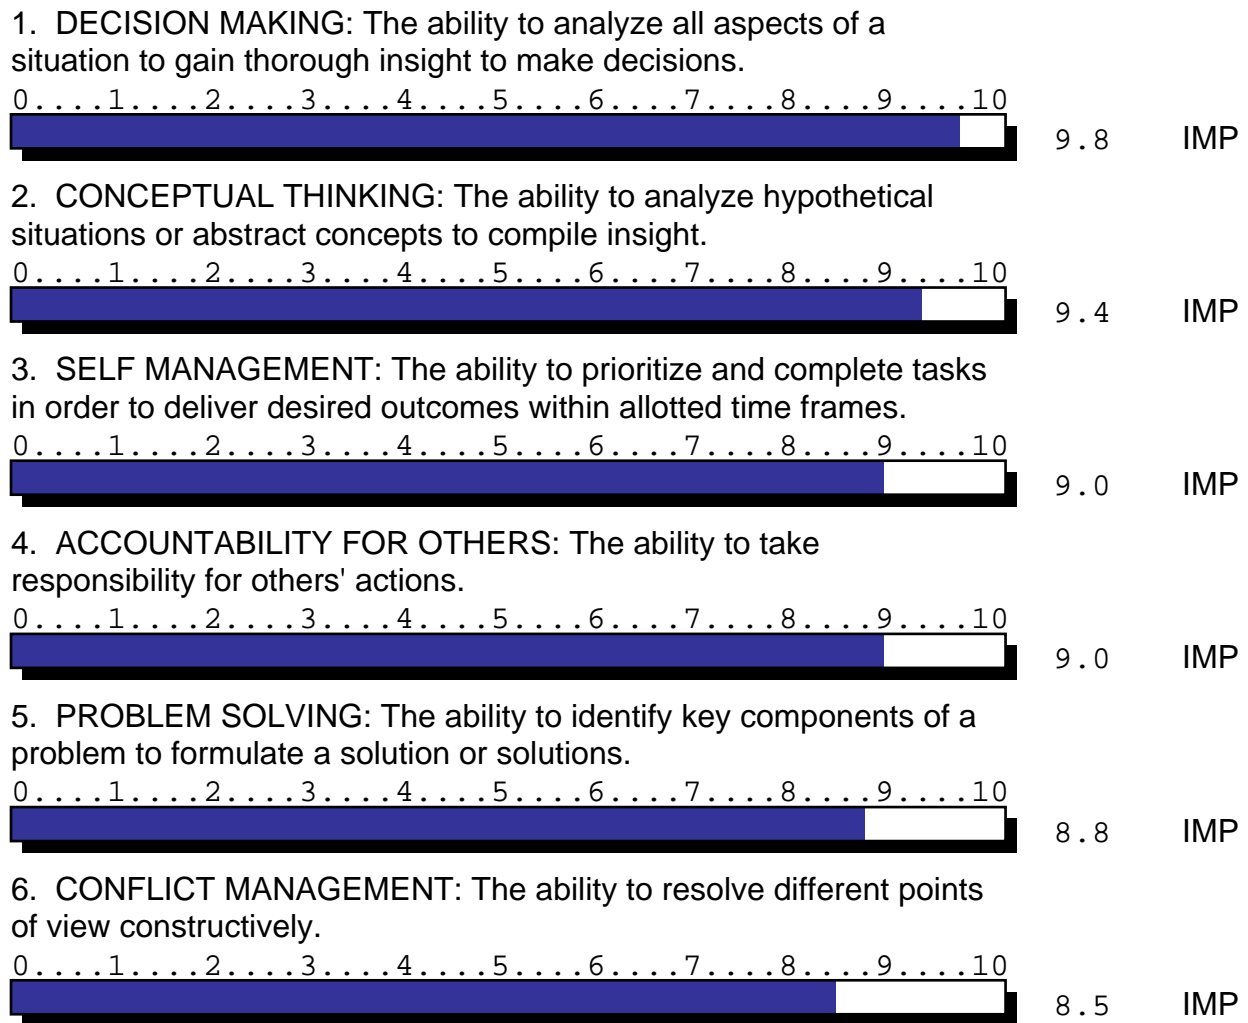 1.  DECISION MAKING: The ability to analyze all aspects of a
situation to gain thorough insight to make decisions.
0....1....2....3....4....5....6....7....8....9....10
9.8 IMP
2.  CONCEPTUAL THINKING: The ability to analyze hypothetical
situations or abstract concepts to compile insight.
0....1....2....3....4....5....6....7....8....9....10
9.4 IMP
3.  SELF MANAGEMENT: The ability to prioritize and complete tasks
in order to deliver desired outcomes within allotted time frames.
0....1....2....3....4....5....6....7....8....9....10
9.0 IMP
4.  ACCOUNTABILITY FOR OTHERS: The ability to take
responsibility for others' actions.
0....1....2....3....4....5....6....7....8....9....10
9.0 IMP
5.  PROBLEM SOLVING: The ability to identify key components of a
problem to formulate a solution or solutions.
0....1....2....3....4....5....6....7....8....9....10
8.8 IMP
6.  CONFLICT MANAGEMENT: The ability to resolve different points
of view constructively.
0....1....2....3....4....5....6....7....8....9....10
8.5 IMP